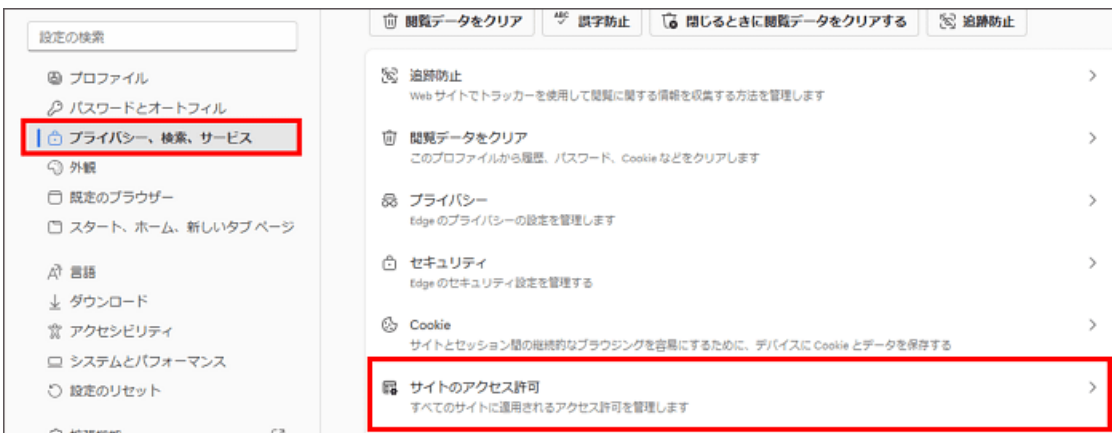 設定の検索
プロファイル
パスワードとオートフィル
プライバシー、検索、サービス
外観
既定のブラウザー
スタート、ホーム、新しいタブ ページ
言語
ダウンロード
アクセシビリティ
システムとパフォーマンス
設定のリセット
閲覧データをクリア
誤字防止
閉じるときに閲覧データをクリアする
追跡防止
追跡防止
Web サイトでトラッカーを使用して閲覧に関する情報を収集する方法を管理します
閲覧データをクリア
このプロファイルから履歴、パスワード、Cookie などをクリアします
プライバシー
Edge のプライバシーの設定を管理します
セキュリティ
Edge のセキュリティ設定を管理する
Cookie
サイトとセッション間の継続的なブラウジングを容易にするために、デバイスに Cookie とデータを保存する
サイトのアクセス許可
すべてのサイトに適用されるアクセス許可を管理します